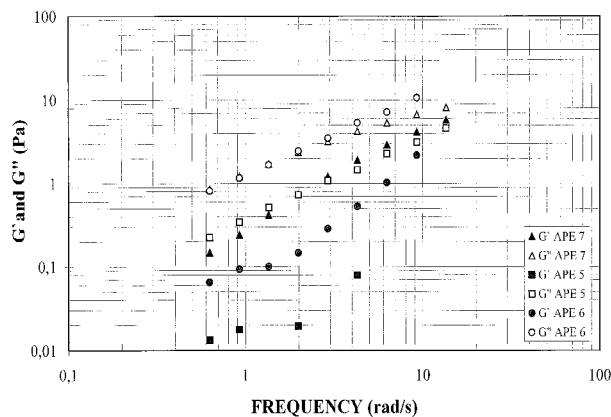 100
10
1
0,1
0,01
G` and G" (Pa)
0,1
1
10
100
FREQUENCY (rad/s)
G` APE 7
G" APE 7
G` APE 5
G" APE 5
G` APE 6
G" APE 6